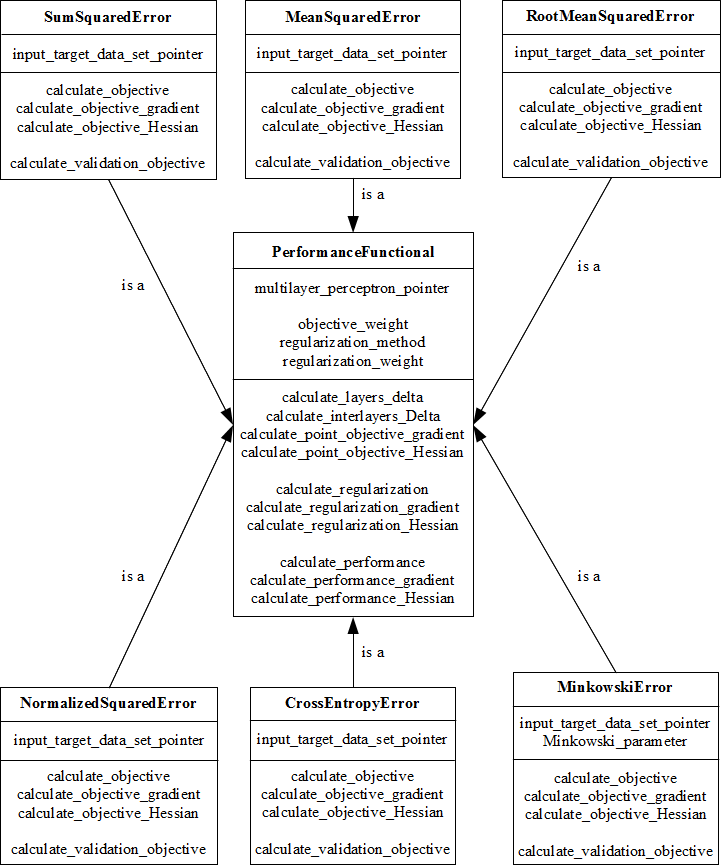 SumSquaredError
input_target_data_set_pointer
calculate_objective
calculate_objective_gradient
calculate_objective_Hessian
calculate_validation_objective
MeanSquaredError
input_target_data_set_pointer
calculate_objective
calculate_objective_gradient
calculate_objective_Hessian
calculate_validation_objective
RootMeanSquaredError
input_target_data_set_pointer
calculate_objective
calculate_objective_gradient
calculate_objective_Hessian
calculate_validation_objective
is a
is a
is a
PerformanceFunctional
multilayer_perceptron_pointer
objective_weight
regularization_method
regularization_weight
calculate_layers_delta
calculate_interlayers_Delta
calculate_point_objective_gradient
calculate_point_objective_Hessian
calculate_regularization
calculate_regularization_gradient
calculate_regularization_Hessian
calculate_performance
calculate_performance_gradient
calculate_performance_Hessian
is a
is a
is a
NormalizedSquaredError
input_target_data_set_pointer
calculate_objective
calculate_objective_gradient
calculate_objective_Hessian
calculate_validation_objective
CrossEntropyError
input_target_data_set_pointer
calculate_objective
calculate_objective_gradient
calculate_objective_Hessian
calculate_validation_objective
MinkowskiError
input_target_data_set_pointer
Minkowski_parameter
calculate_objective
calculate_objective_gradient
calculate_objective_Hessian
calculate_validation_objective